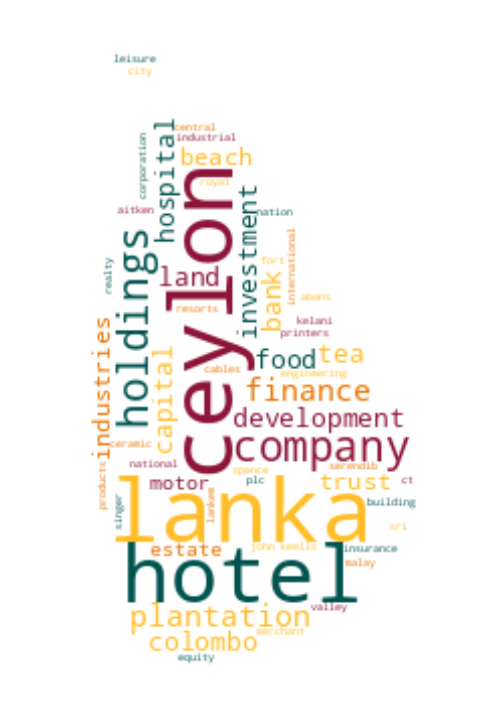 leisure
city
central
industrial
corporation
hospital
beach
royal
aitken
nation
ceylon
investment
holdings
land
realty
resorts
fort
international
bank
abans
kelani
printers
industries
capital
food
tea
cables
engineering
finance
development
company
ceramic
national
products
motor
spence
plc
serendib
trust
ct
singer
lankem
building
lanka
sri
estate
john keells
insurance
hotel
malay
plantation
valley
colombo
merchant
equity